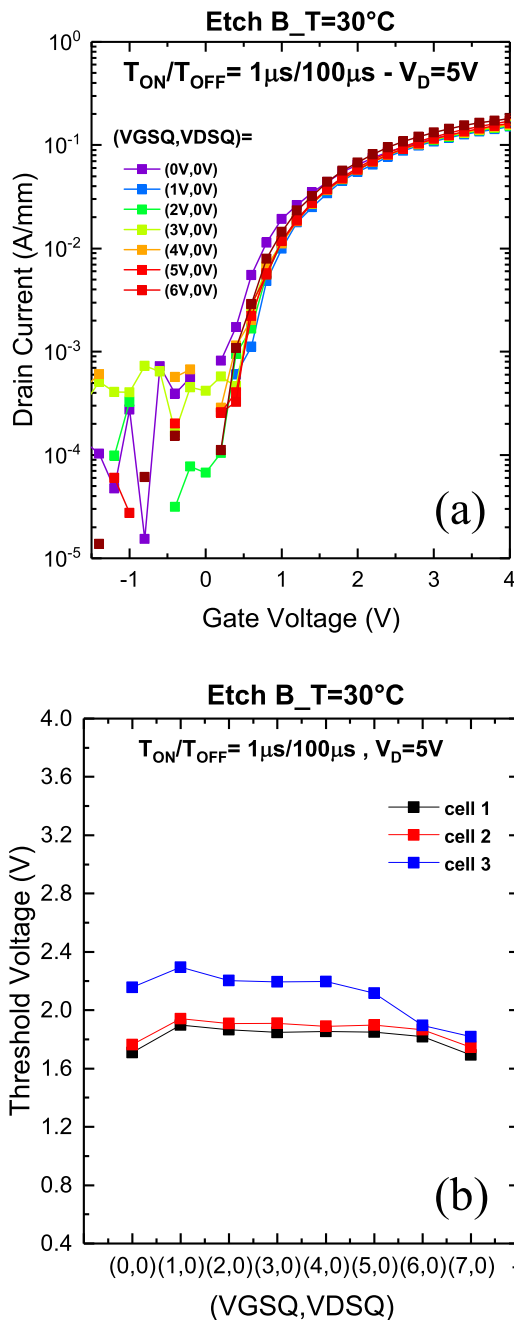 Etch B_T=30°C
T_ON/T_OFF= 1μs/100μs - V_D=5V
(VGSQ,VDSQ)=
(0V,0V)
(1V,0V)
(2V,0V)
(3V,0V)
(4V,0V)
(5V,0V)
(6V,0V)
Drain Current (A/mm)
10^0
10^-1
10^-2
10^-3
10^-4
10^-5
(a)
-1 0 1 2 3 4
Gate Voltage (V)
Etch B_T=30°C
T_ON/T_OFF= 1μs/100μs , V_D=5V
cell 1
cell 2
cell 3
Threshold Voltage (V)
4.0
3.6
3.2
2.8
2.4
2.0
1.6
1.2
0.8
0.4
(b)
(0,0)(1,0)(2,0)(3,0)(4,0)(5,0)(6,0)(7,0)
(VGSQ,VDSQ)